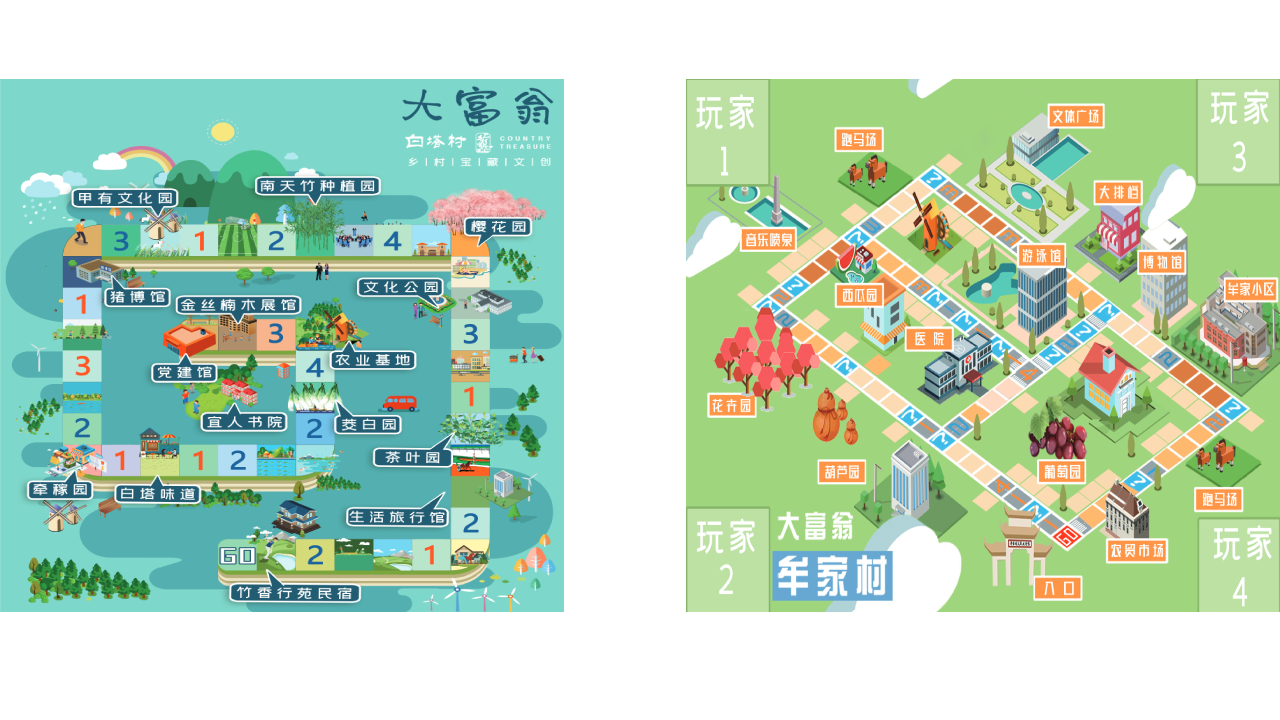 大富翁
白塔村
COUNTRY
TREASURE
乡村宝藏文创
甲有文化园
南天竹种植园
樱花园
3
1
2
4
猪博馆
文化公园
金丝楠木展馆
1
3
3
农业基地
4
党建馆
3
宜人书院
1
2
2
茭白园
茶叶园
1
1
2
牵稼园
白塔味道
生活旅行馆
2
GO
2
1
竹香行苑民宿
玩家
1
玩家
3
文体广场
跑马场
大排档
音乐喷泉
游泳馆
博物馆
西瓜园
牟家小区
医院
花卉园
葫芦园
葡萄园
跑马场
玩家
2
大富翁
牟家村
农贸市场
入口
GO
玩家
4